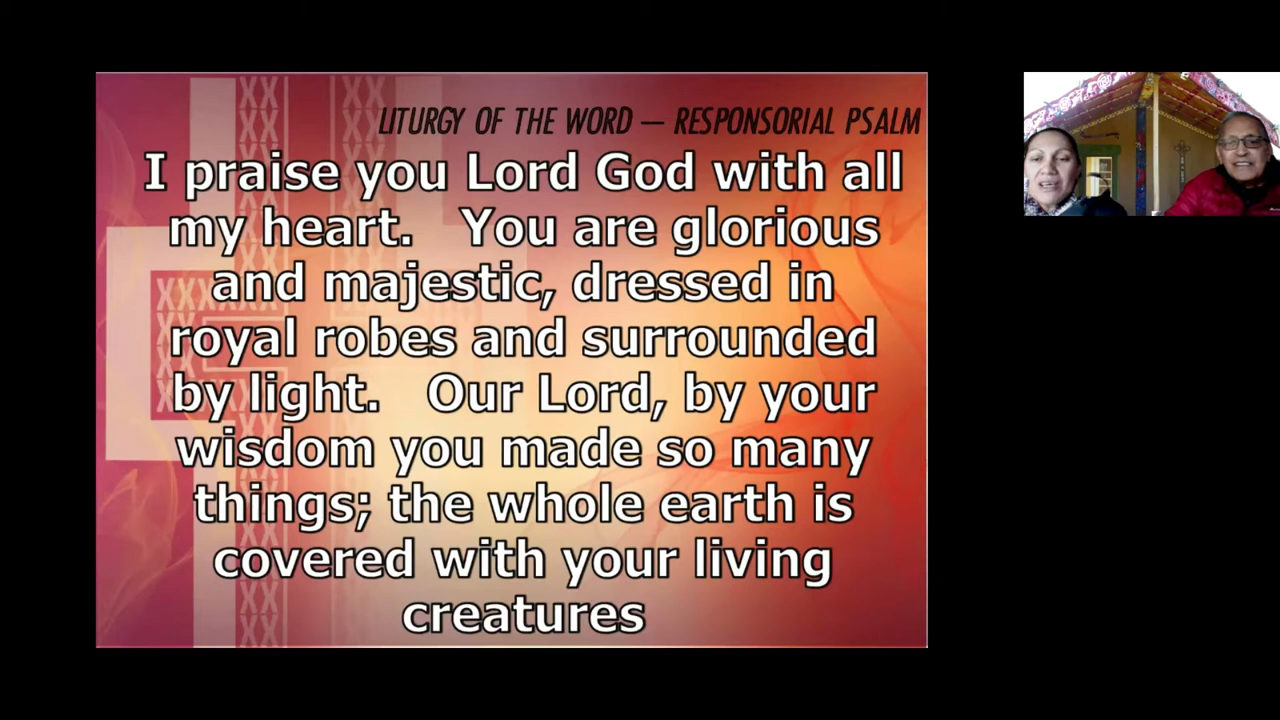 LITURGY OF THE WORD — RESPONSORIAL PSALM
I praise you Lord God with all
my heart. You are glorious
and majestic, dressed in
royal robes and surrounded
by light. Our Lord, by your
wisdom you made so many
things; the whole earth is
covered with your living
creatures